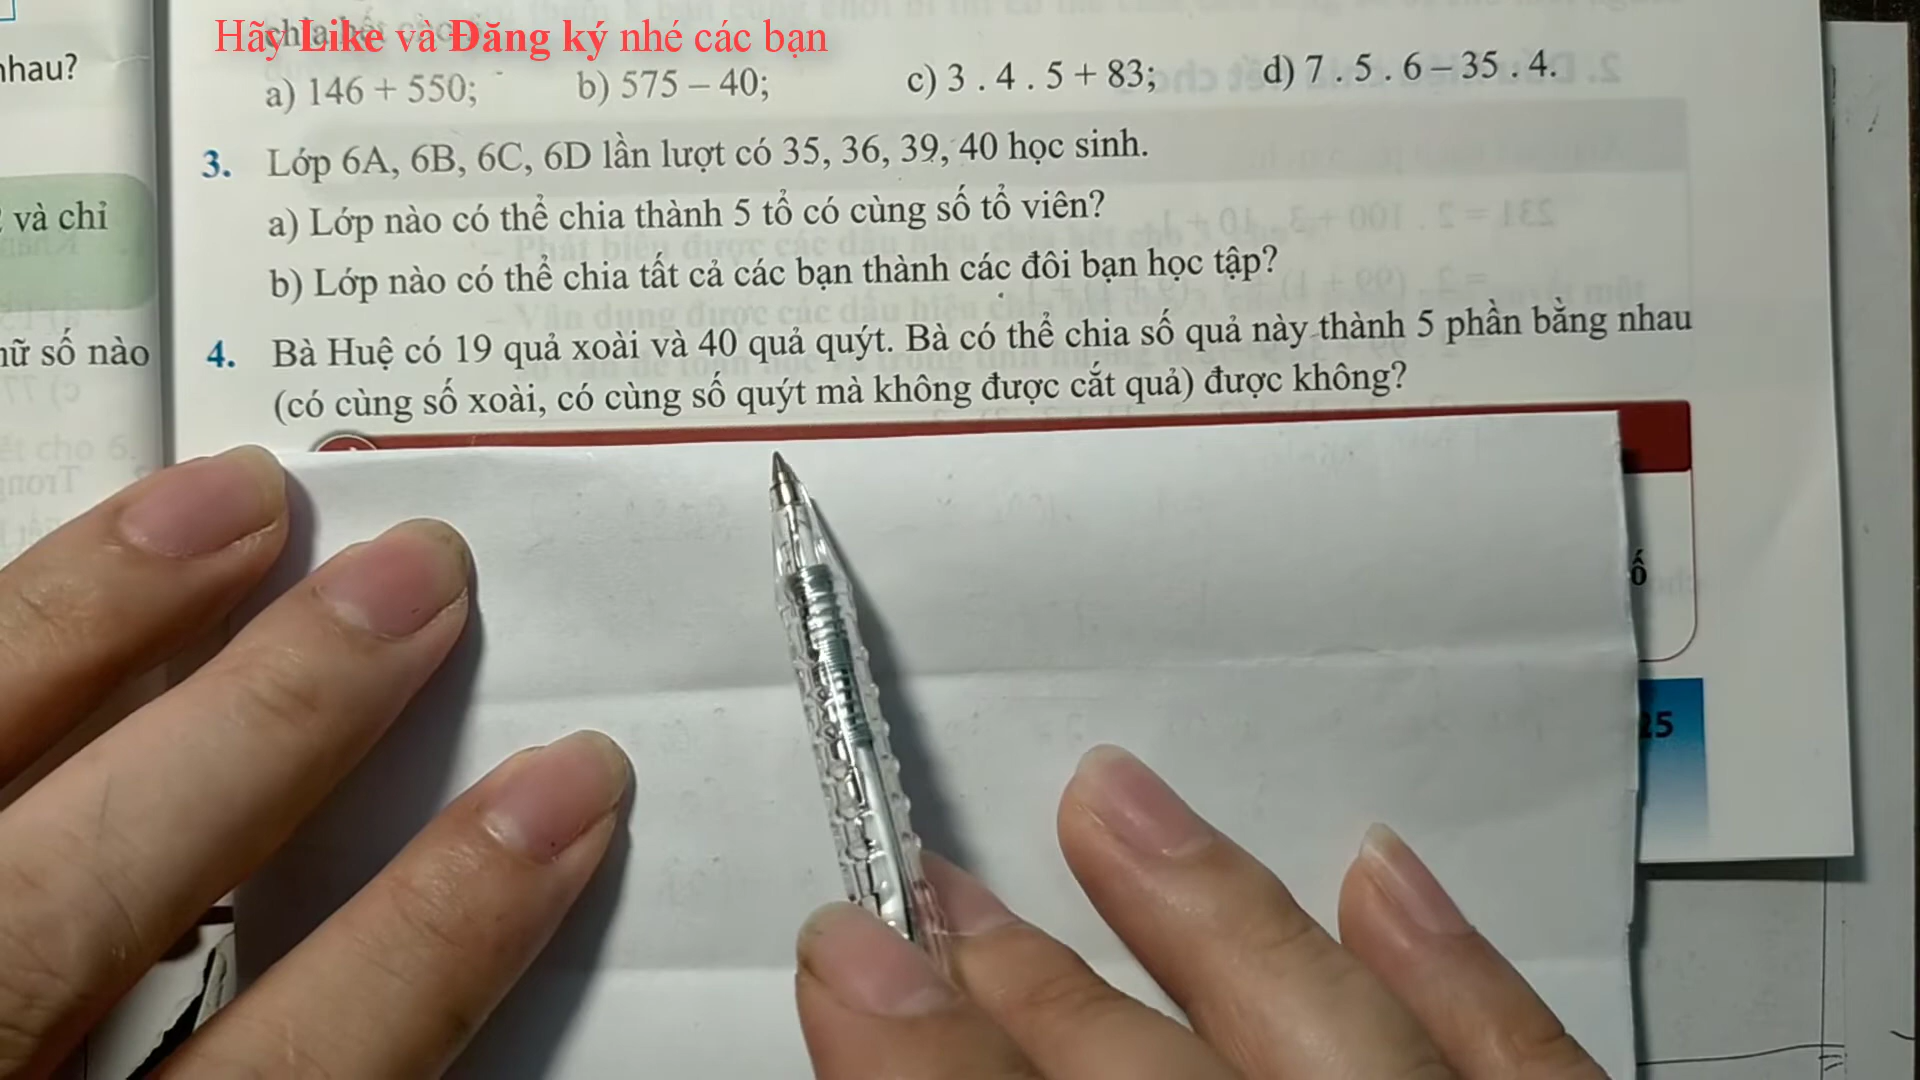 Hãy Like và Đăng ký nhé các bạn
nhau?
a) 146 + 550; b) 575 – 40; c) 3 . 4 . 5 + 83; d) 7 . 5 . 6 – 35 . 4.
3. Lớp 6A, 6B, 6C, 6D lần lượt có 35, 36, 39, 40 học sinh.
và chỉ
a) Lớp nào có thể chia thành 5 tổ có cùng số tổ viên?
b) Lớp nào có thể chia tất cả các bạn thành các đôi bạn học tập?
số nào
4. Bà Huệ có 19 quả xoài và 40 quả quýt. Bà có thể chia số quả này thành 5 phần bằng nhau
(có cùng số xoài, có cùng số quýt mà không được cắt quả) được không?
25